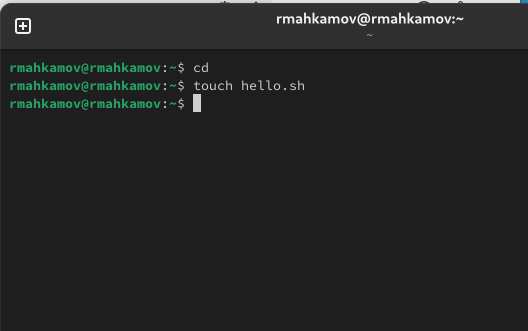 rmahkamov@rmahkamov:~
~
rmahkamov@rmahkamov:~$ cd
rmahkamov@rmahkamov:~$ touch hello.sh
rmahkamov@rmahkamov:~$